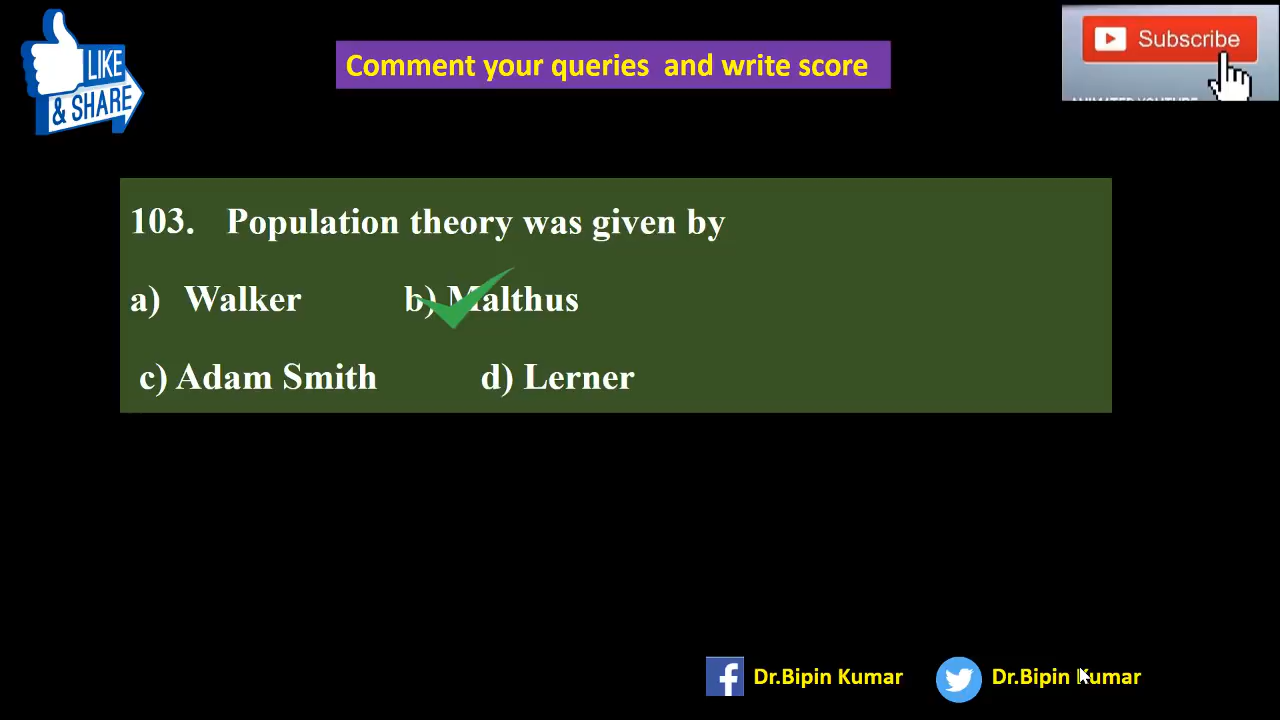 LIKE
& SHARE
Comment your queries and write score
Subscribe
103. Population theory was given by
a) Walker b) Malthus
c) Adam Smith d) Lerner
f Dr.Bipin Kumar Dr.Bipin Kumar